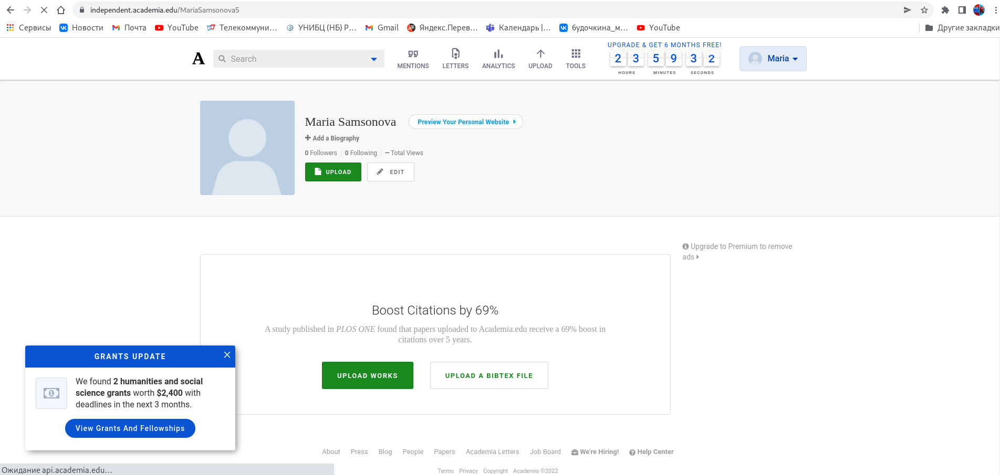 independent.academia.edu/MariaSamsonova5
Сервисы Новости Почта YouTube Телекоммуни... УНИБЦ (НБ) Р... Gmail Яндекс.Перев... Календарь |... будочкина_м... YouTube Другие закладки
UPGRADE & GET 6 MONTHS FREE!
A Search MENTIONS LETTERS ANALYTICS UPLOAD TOOLS 2 3 5 9 3 2 Maria
HOURS MINUTES SECONDS
Maria Samsonova Preview Your Personal Website
Add a Biography
0 Followers 0 Following — Total Views
UPLOAD EDIT
Upgrade to Premium to remove
ads
Boost Citations by 69%
A study published in PLOS ONE found that papers uploaded to Academia.edu receive a 69% boost in
citations over 5 years.
UPLOAD WORKS UPLOAD A BIBTEX FILE
GRANTS UPDATE
We found 2 humanities and social
science grants worth $2,400 with
deadlines in the next 3 months.
View Grants And Fellowships
About Press Blog People Papers Academia Letters Job Board We're Hiring! Help Center
Terms Privacy Copyright Academia ©2022
Ожидание api.academia.edu...